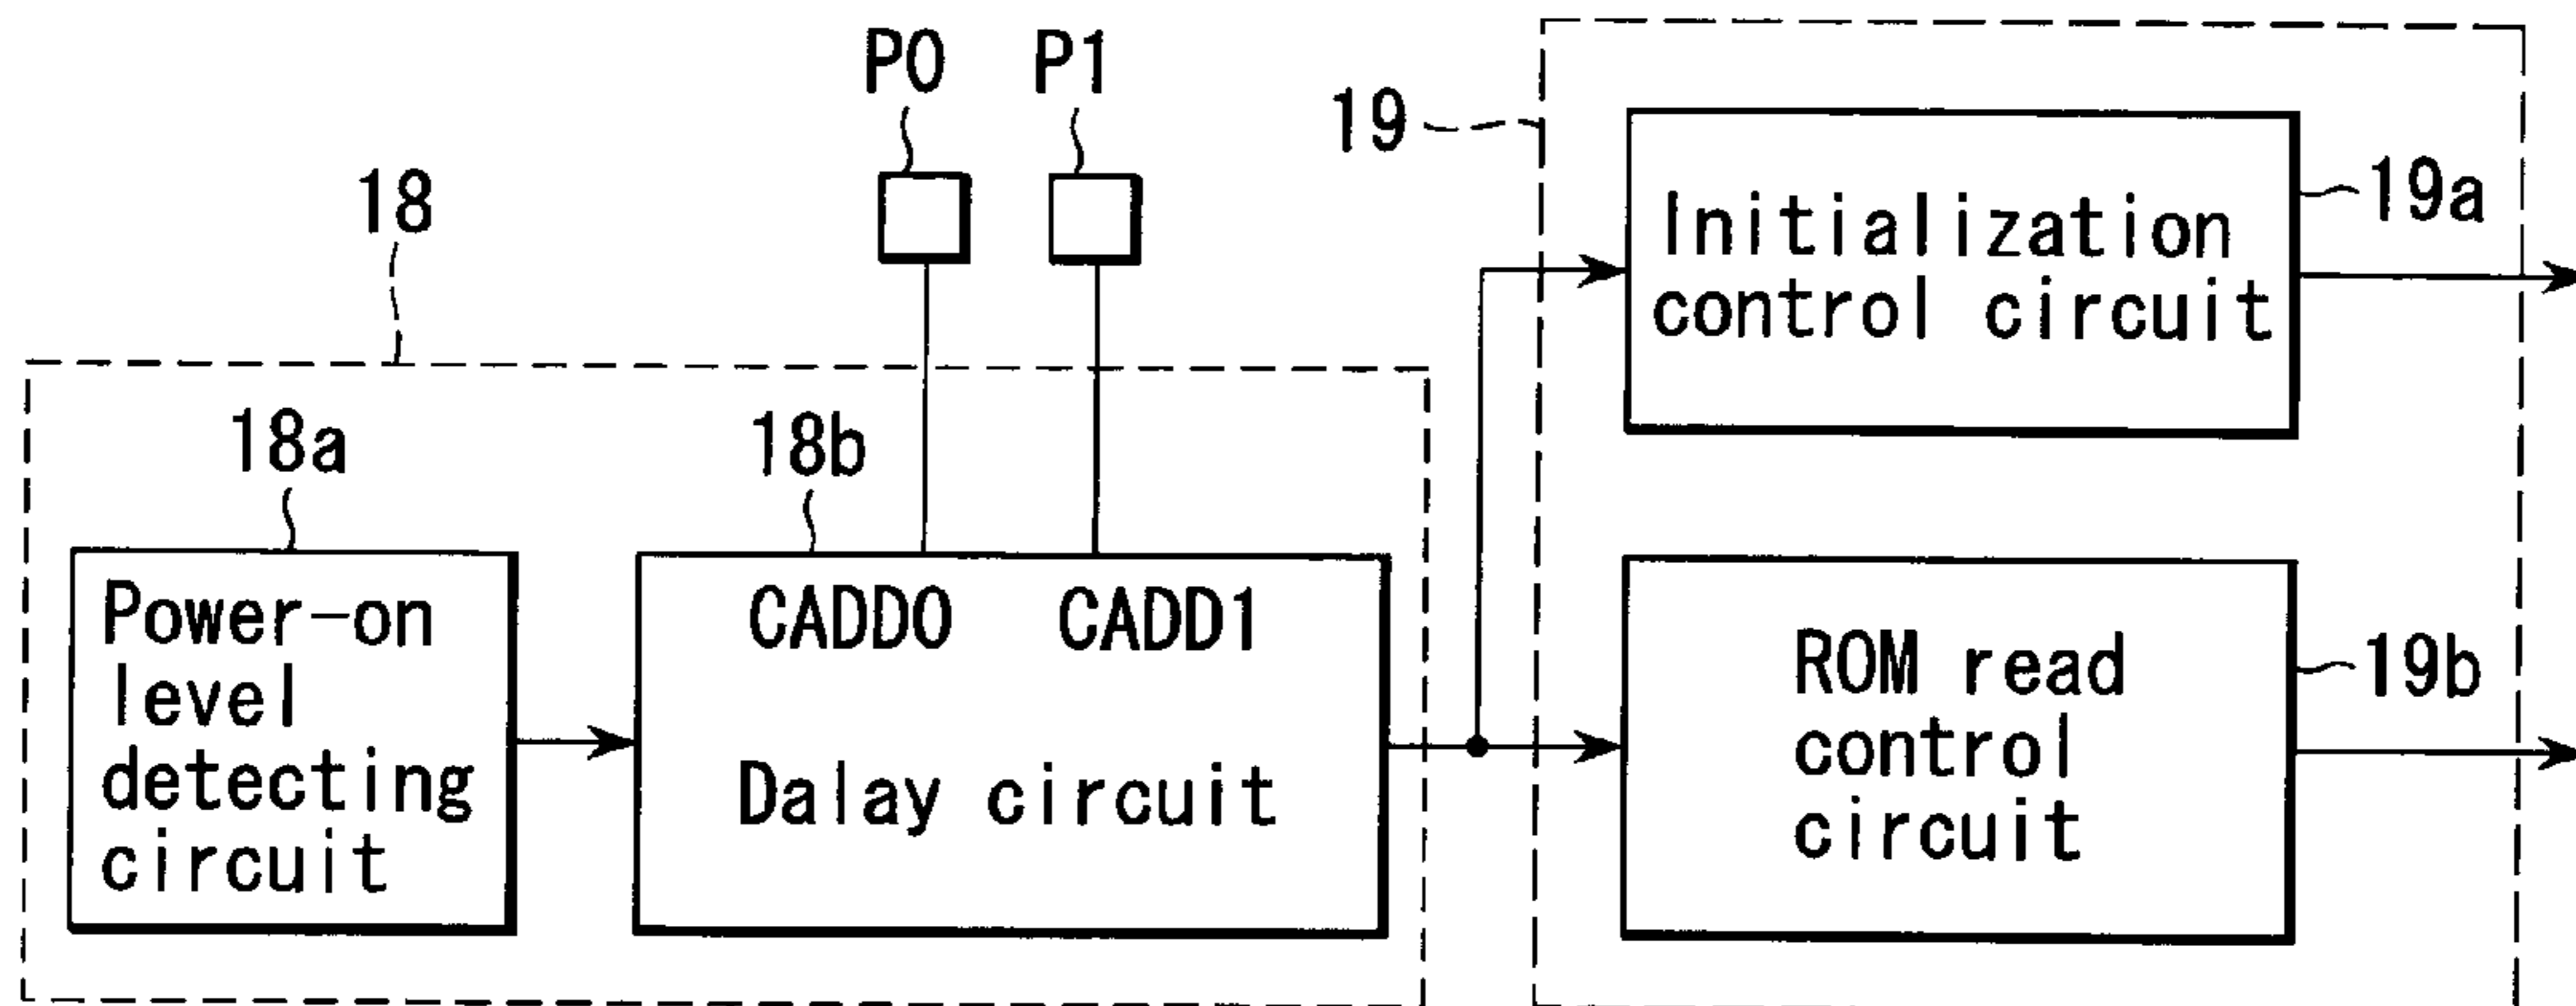 P0 P1
19
19a
18
Initialization
control circuit
18a
18b
Power-on
level
detecting
circuit
CADD0 CADD1
Dalay circuit
ROM read
control
circuit
19b